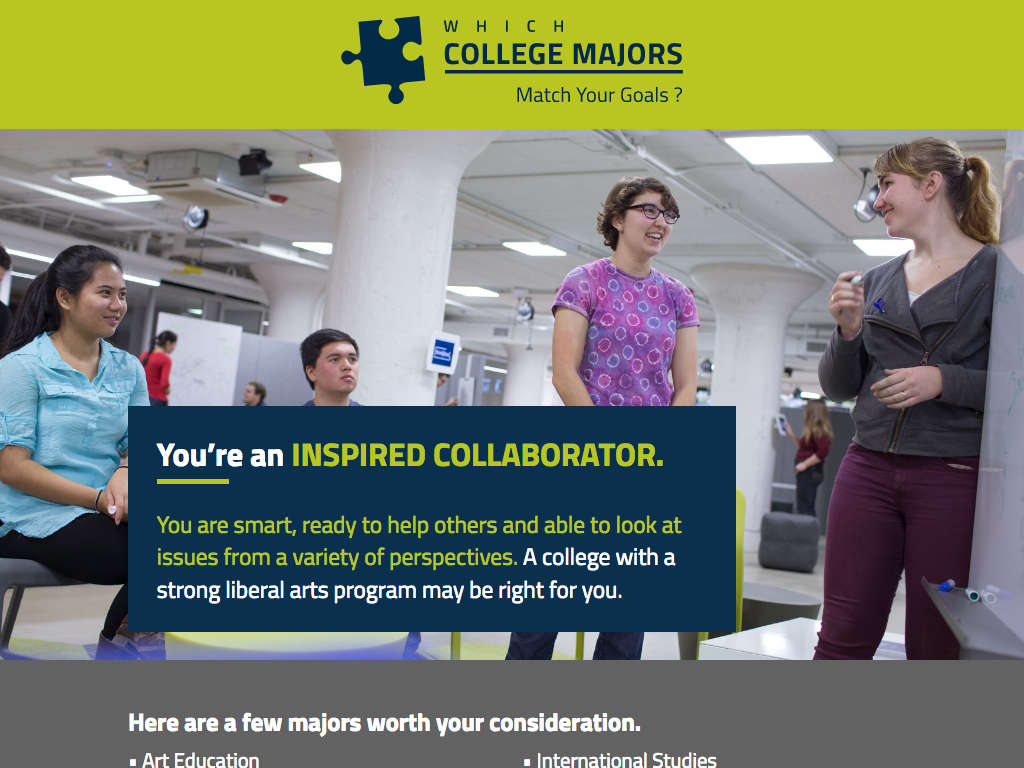 WHICH
COLLEGE MAJORS
Match Your Goals ?
You’re an INSPIRED COLLABORATOR.
You are smart, ready to help others and able to look at
issues from a variety of perspectives. A college with a
strong liberal arts program may be right for you.
Here are a few majors worth your consideration.
▪ Art Education
▪ International Studies